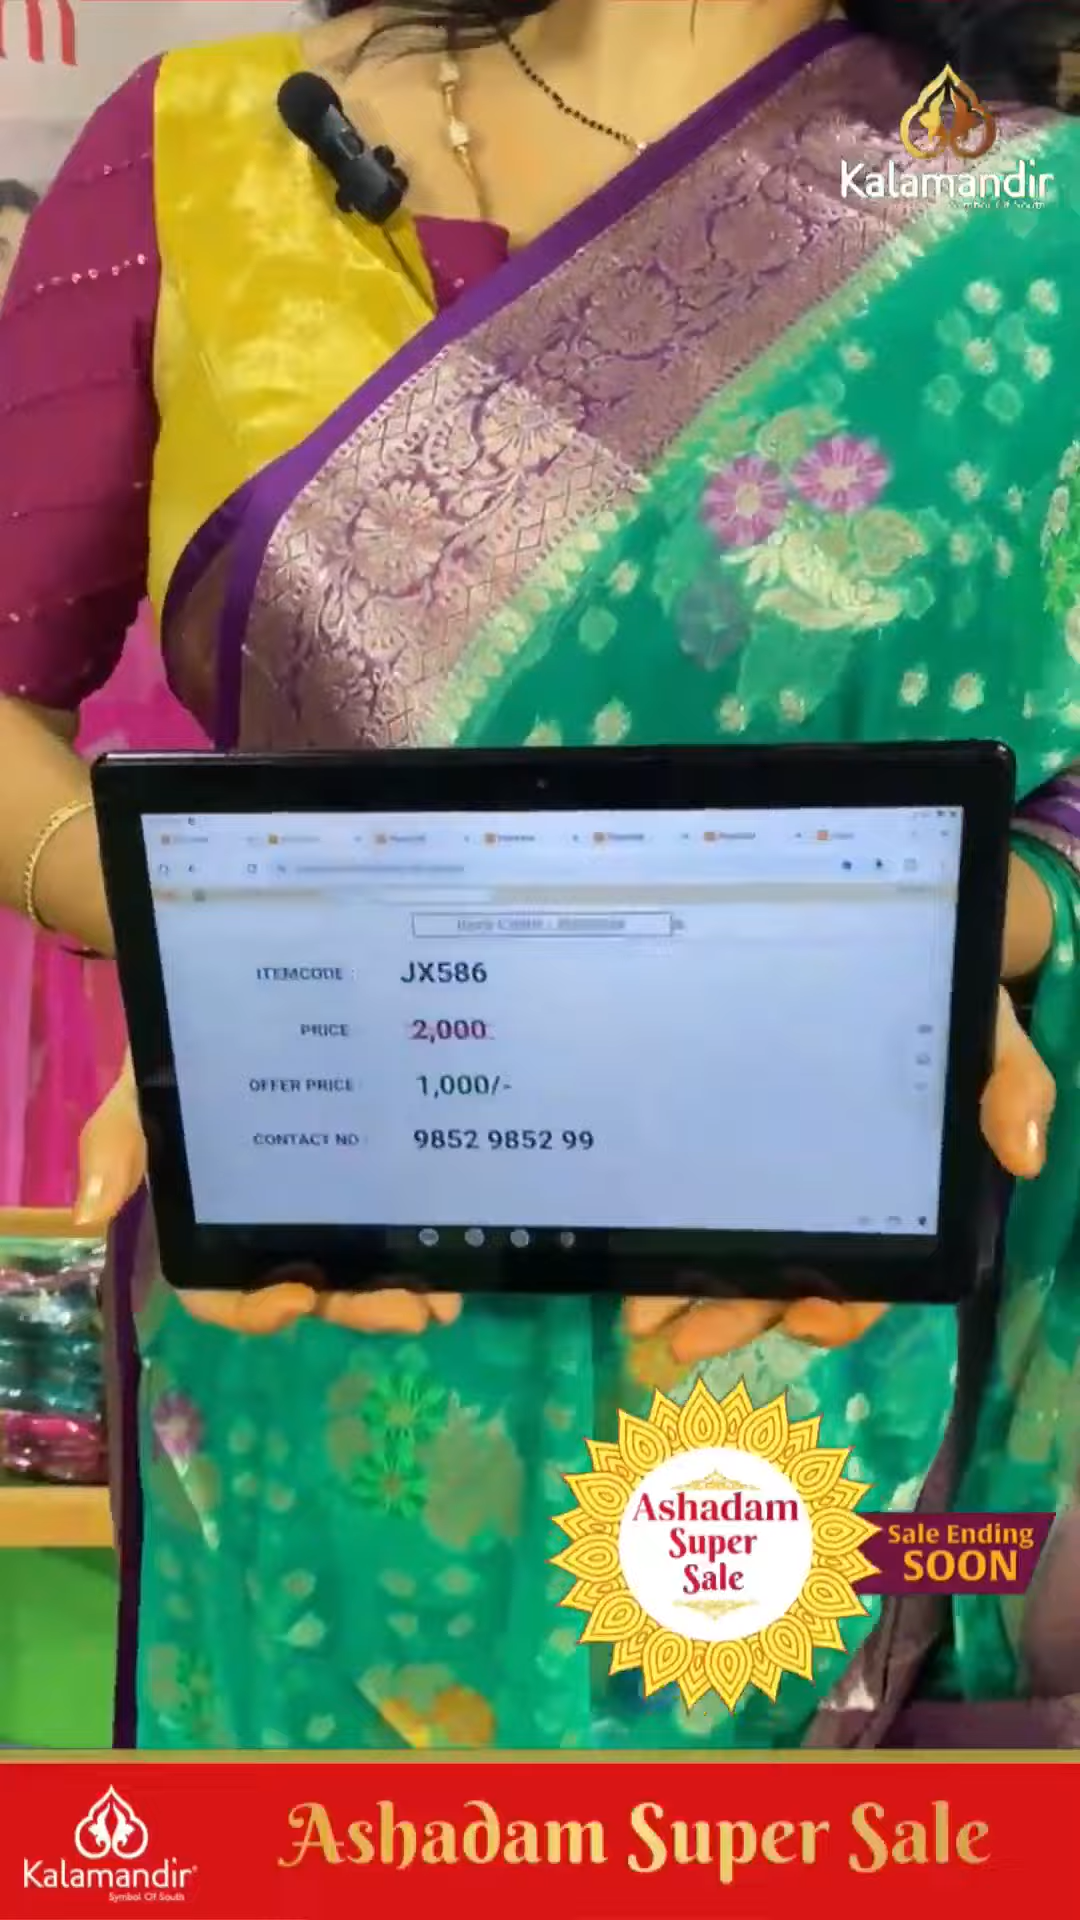 Kalamandir
ITEMCODE :
JX586
PRICE
2,000
OFFER PRICE :
1,000/-
CONTACT NO :
9852 9852 99
Ashadam
Super
Sale
Sale Ending
SOON
Kalamandir
Symbol Of South
Ashadam Super Sale